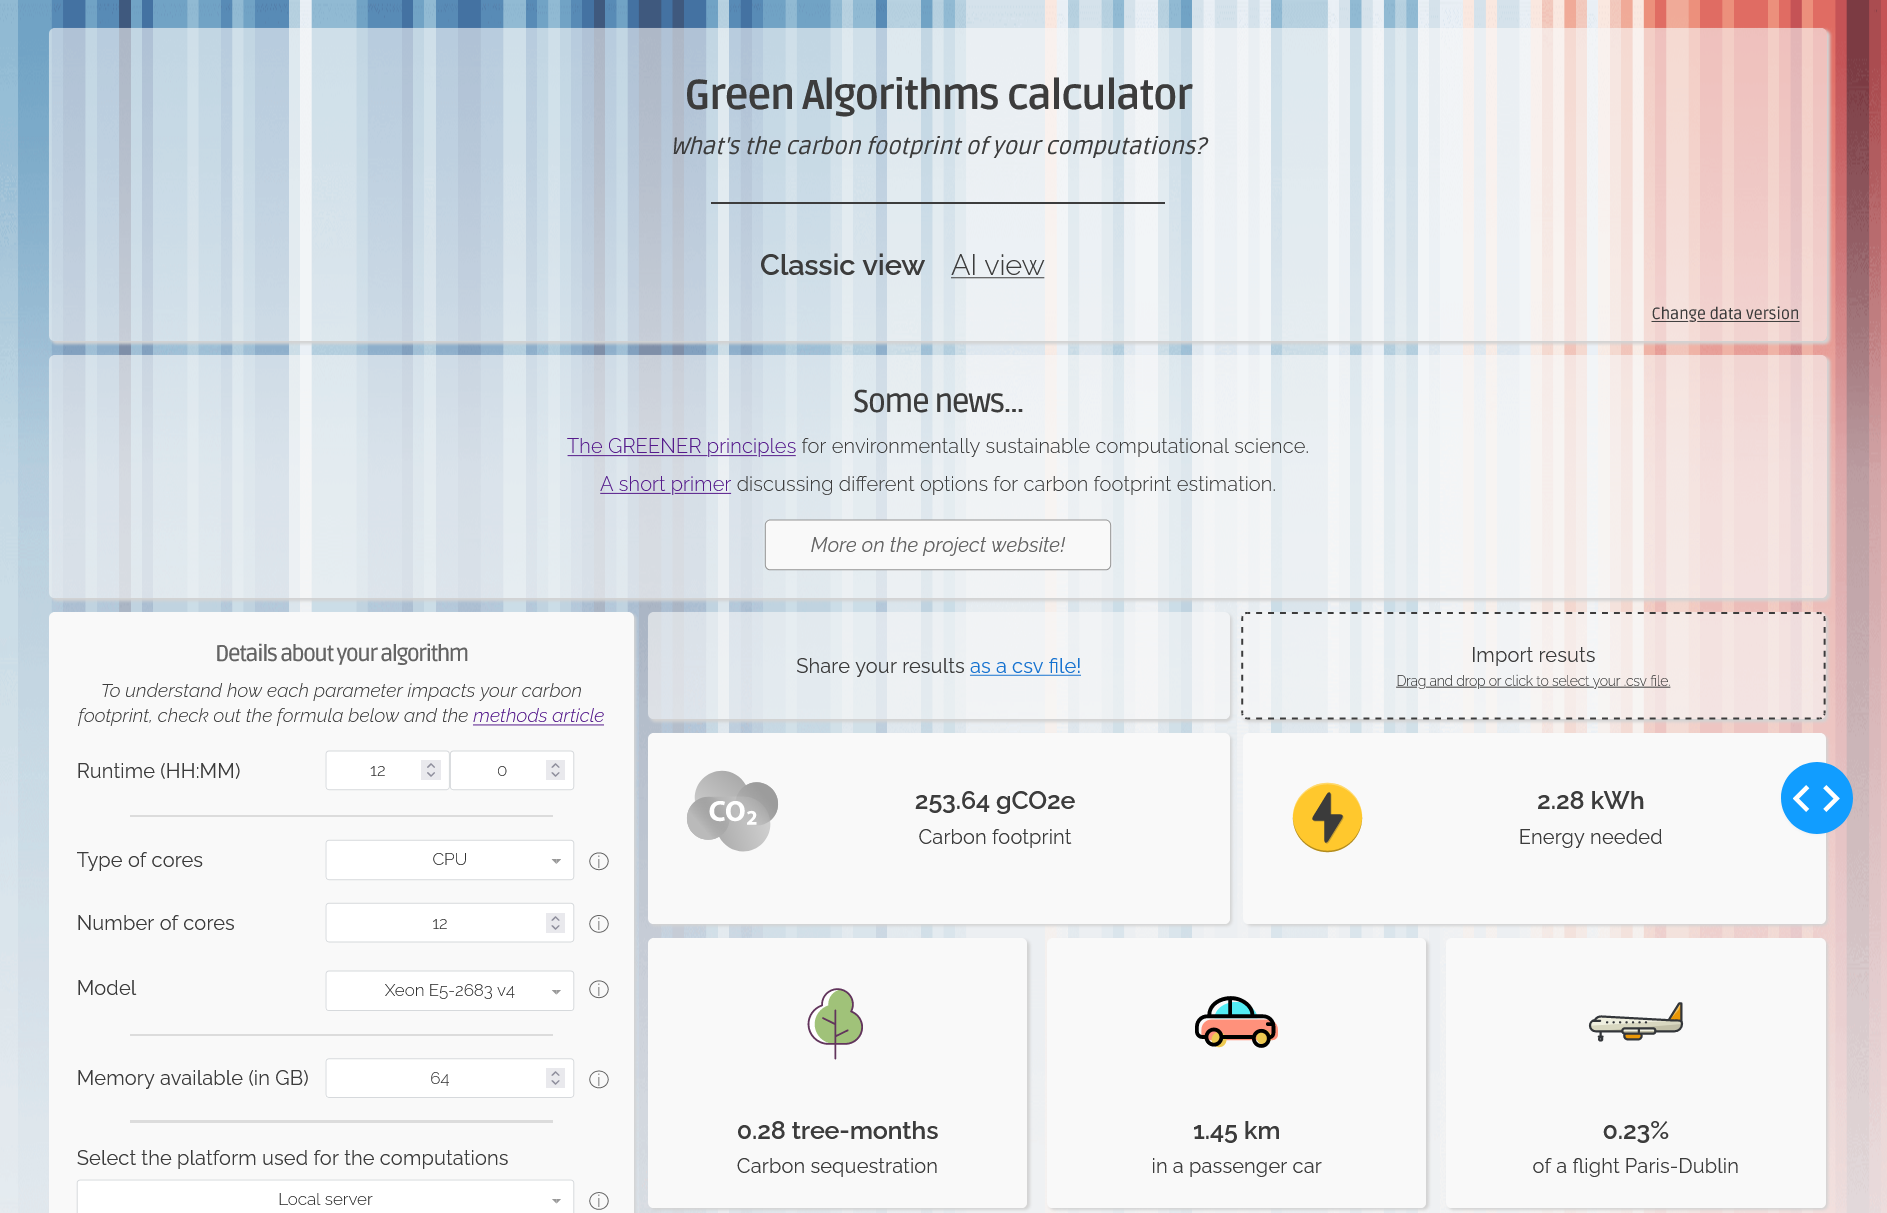 Green Algorithms calculator
What's the carbon footprint of your computations?
Classic view AI view
Change data version
Some news...
The GREENER principles for environmentally sustainable computational science.
A short primer discussing different options for carbon footprint estimation.
More on the project website!
Details about your algorithm
To understand how each parameter impacts your carbon
footprint, check out the formula below and the methods article
Runtime (HH:MM) 12 0
Type of cores CPU
Number of cores 12
Model Xeon E5-2683 v4
Memory available (in GB) 64
Select the platform used for the computations
Local server
Share your results as a csv file!
Import resuts
Drag and drop or click to select your .csv file.
CO2
253.64 gCO2e
Carbon footprint
2.28 kWh
Energy needed
0.28 tree-months
Carbon sequestration
1.45 km
in a passenger car
0.23%
of a flight Paris-Dublin